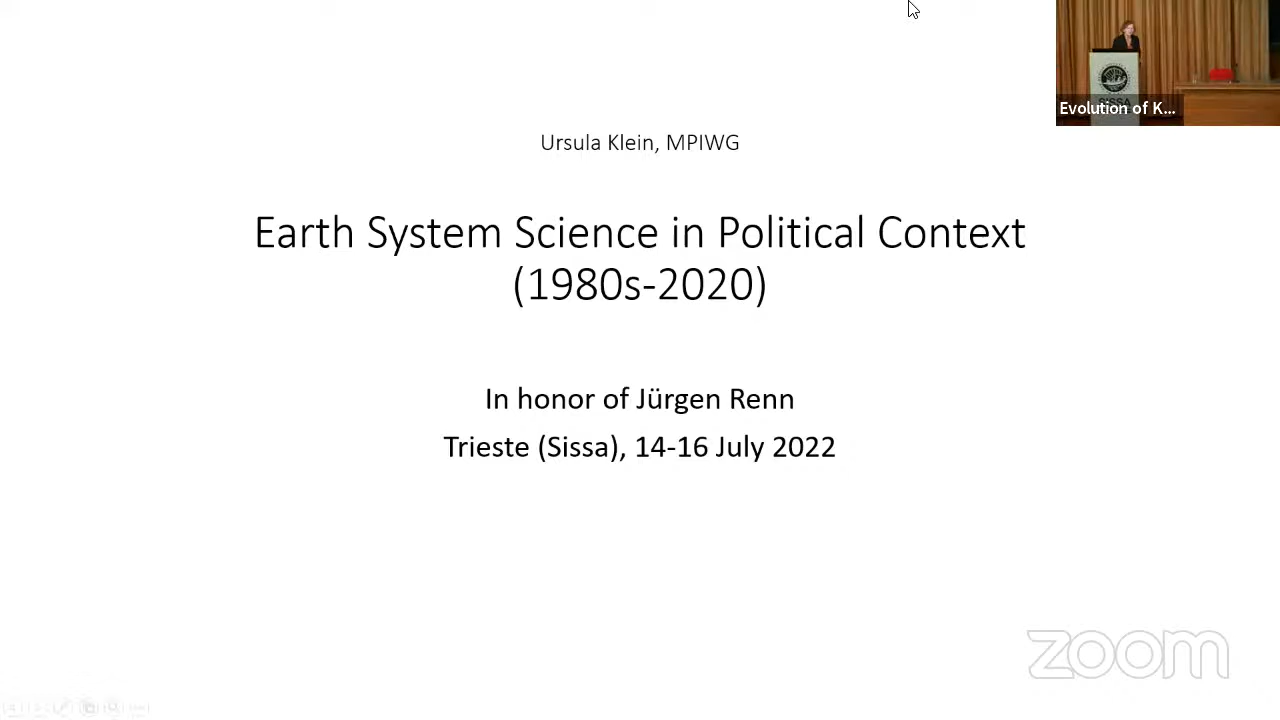 Ursula Klein, MPIWG
Earth System Science in Political Context
(1980s-2020)
In honor of Jürgen Renn
Trieste (Sissa), 14-16 July 2022
SISSA
Evolution of K...
zoom